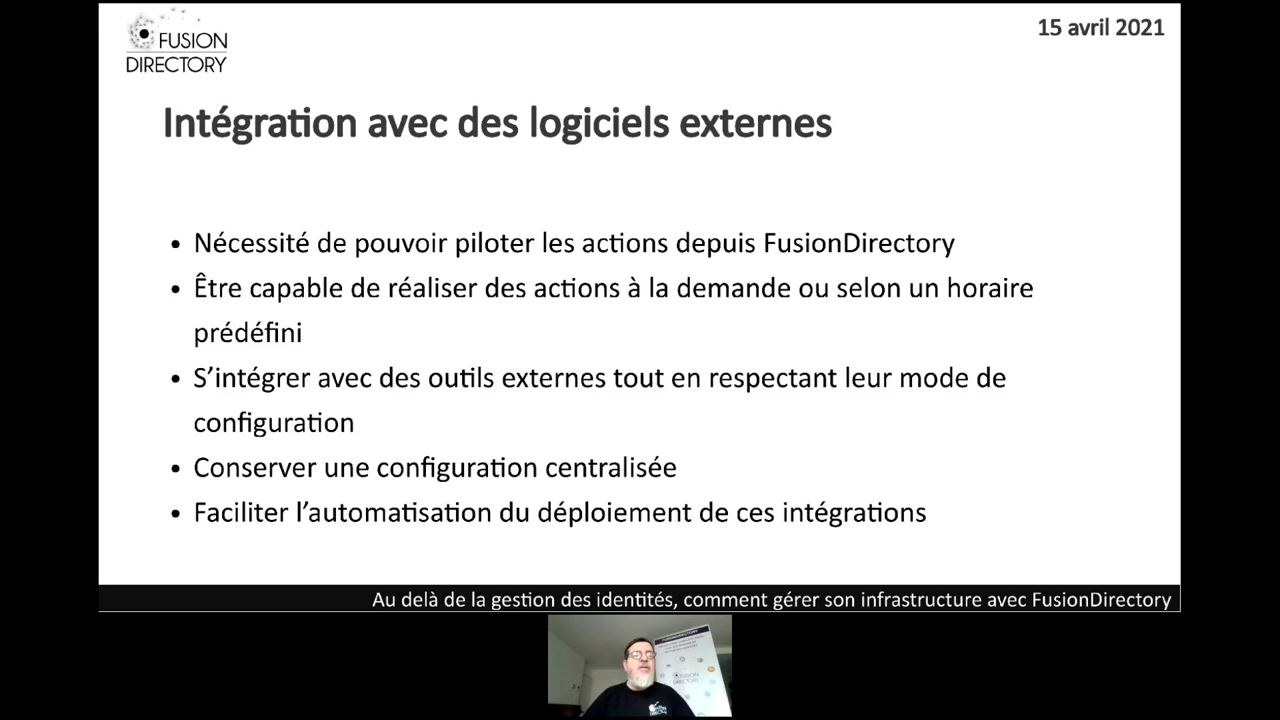 FUSION
DIRECTORY
15 avril 2021
Intégration avec des logiciels externes
• Nécessité de pouvoir piloter les actions depuis FusionDirectory
• Être capable de réaliser des actions à la demande ou selon un horaire
prédéfini
• S’intégrer avec des outils externes tout en respectant leur mode de
configuration
• Conserver une configuration centralisée
• Faciliter l’automatisation du déploiement de ces intégrations
Au delà de la gestion des identités, comment gérer son infrastructure avec FusionDirectory
FUSION
DIRECTORY